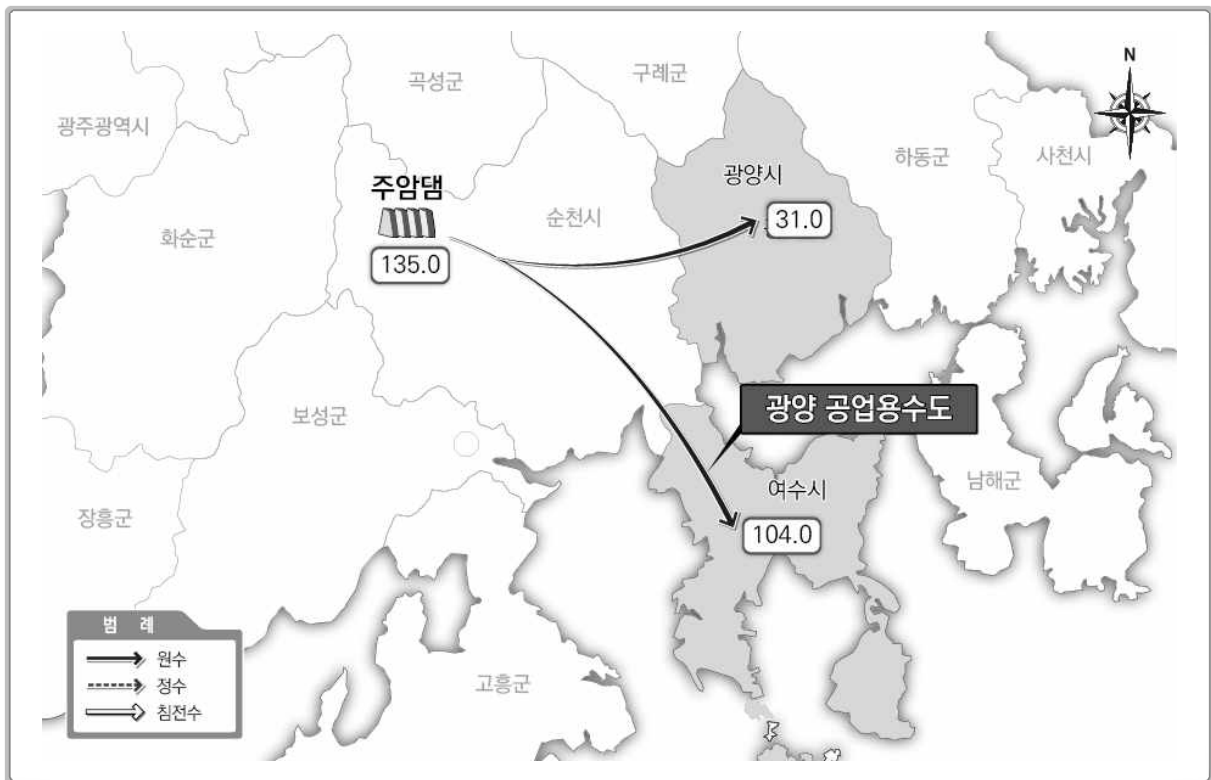 N
구례군
곡성군
광주광역시
하동군
사천시
광양시
주암댐
순천시
31.0
화순군
135.0
광양 공업용수도
보성군
남해군
여수시
장흥군
104.0
범 례
원수
정수
침전수
고흥군